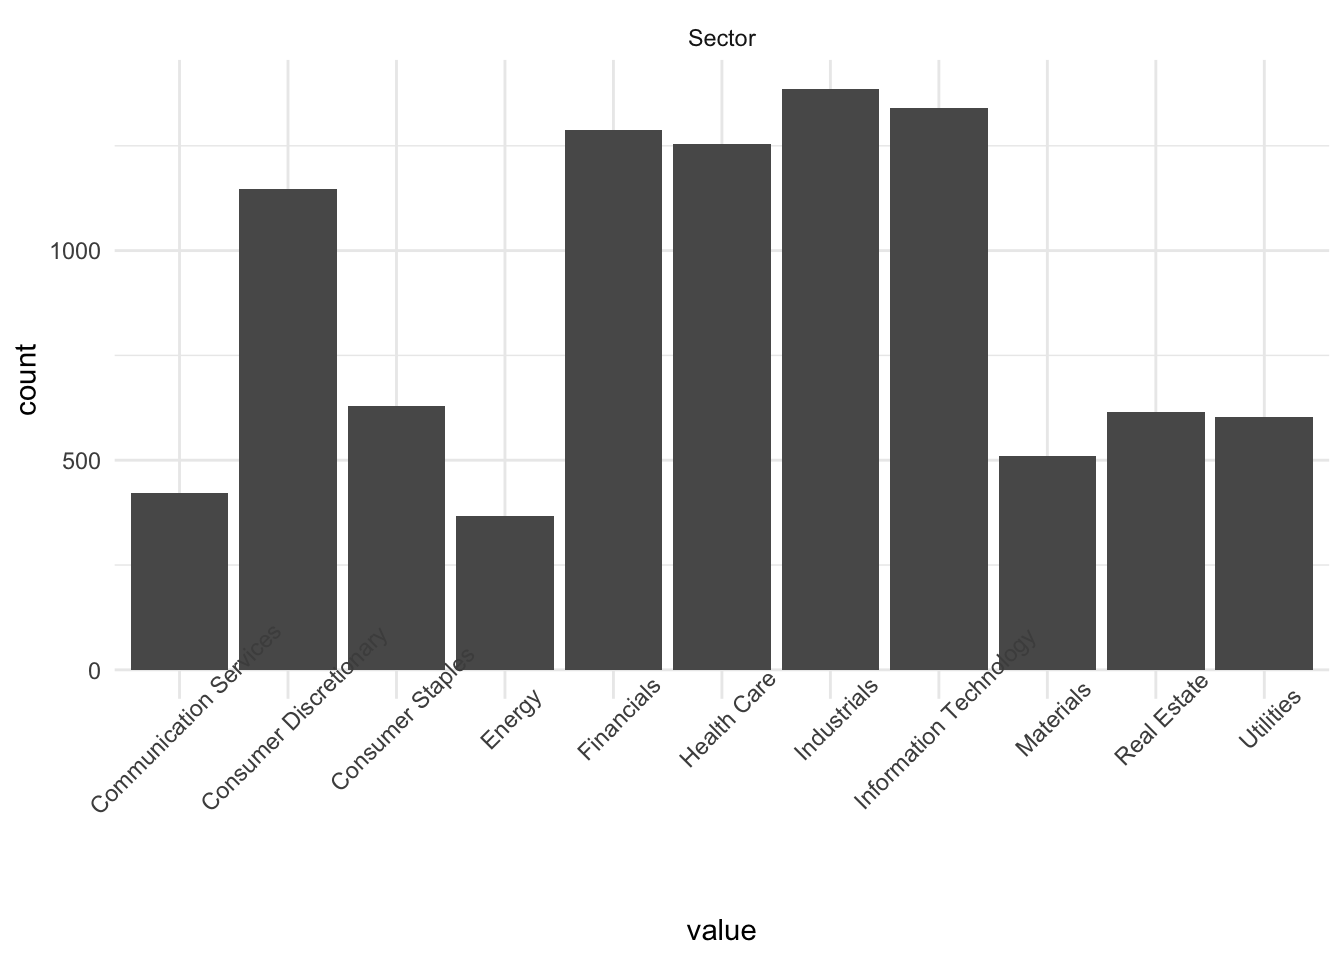 Sector
count
1000
500
0
Communication Services
Consumer Discretionary
Consumer Staples
Energy
Financials
Health Care
Industrials
Information Technology
Materials
Real Estate
Utilities
value